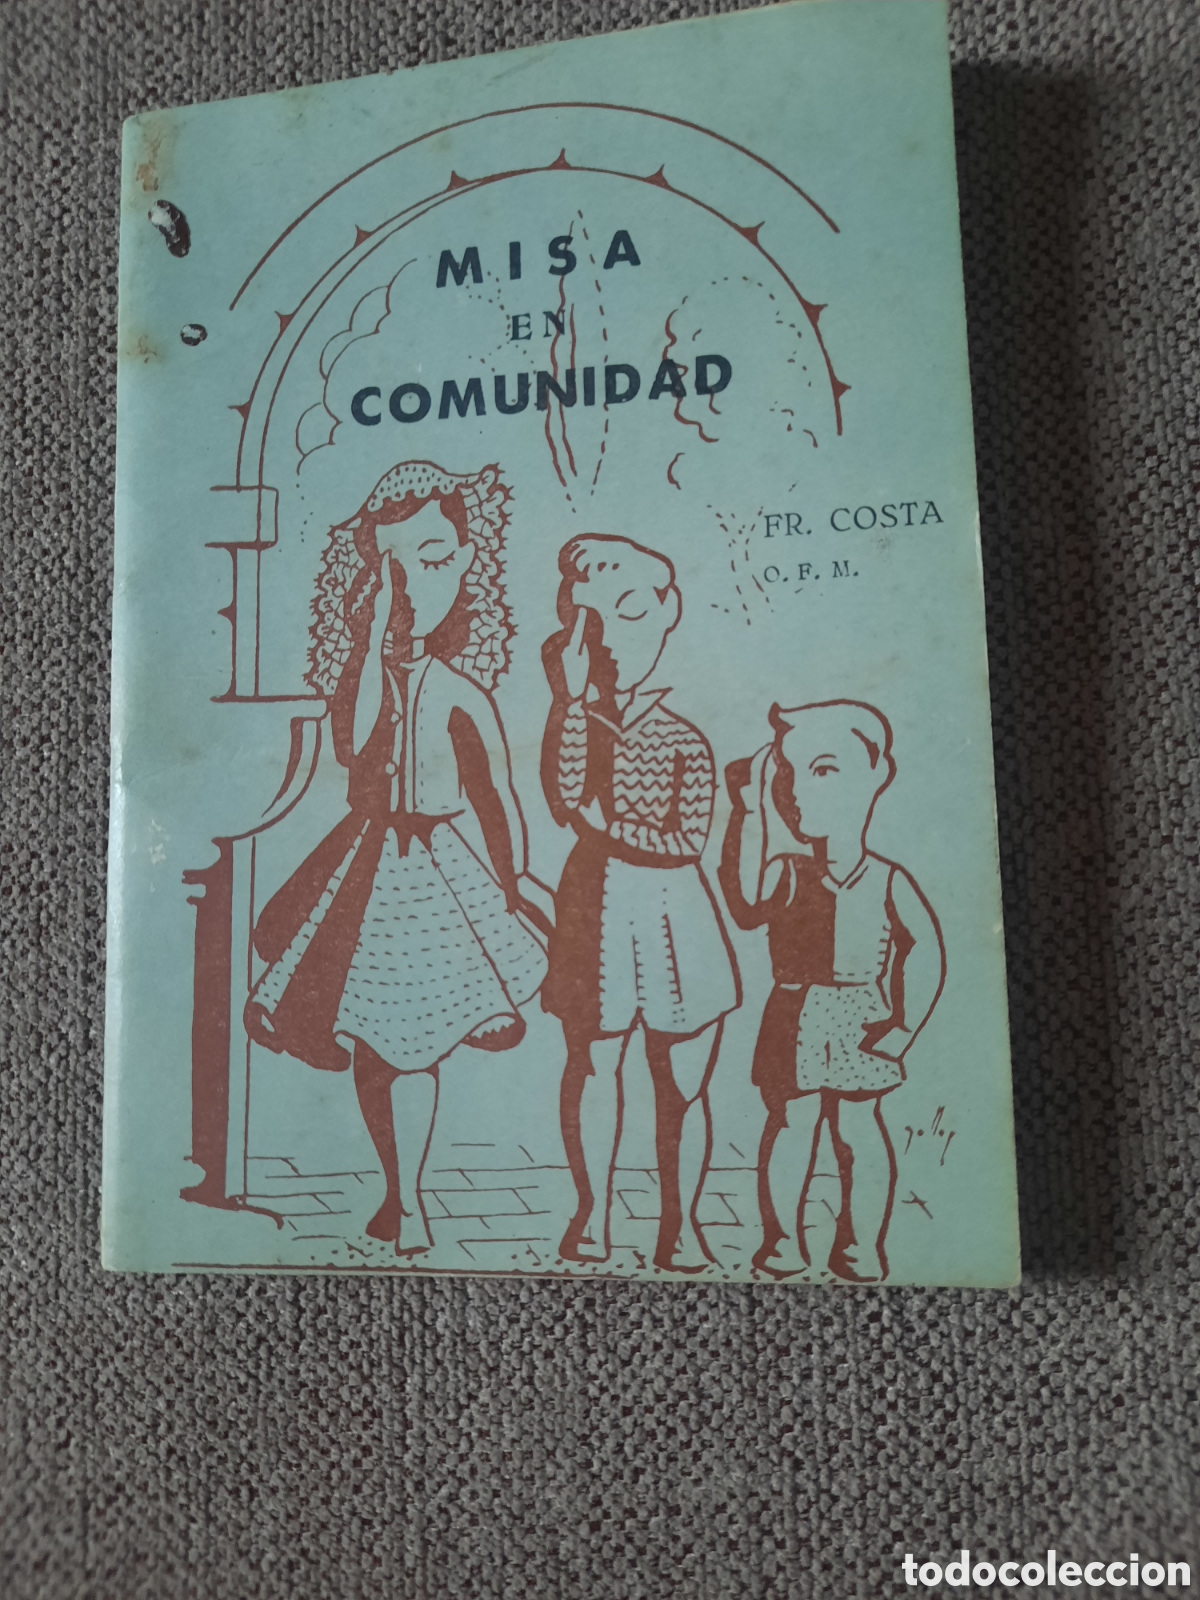 MISA
EN
COMUNIDAD
FR. COSTA
O. F. M.
todocoleccion